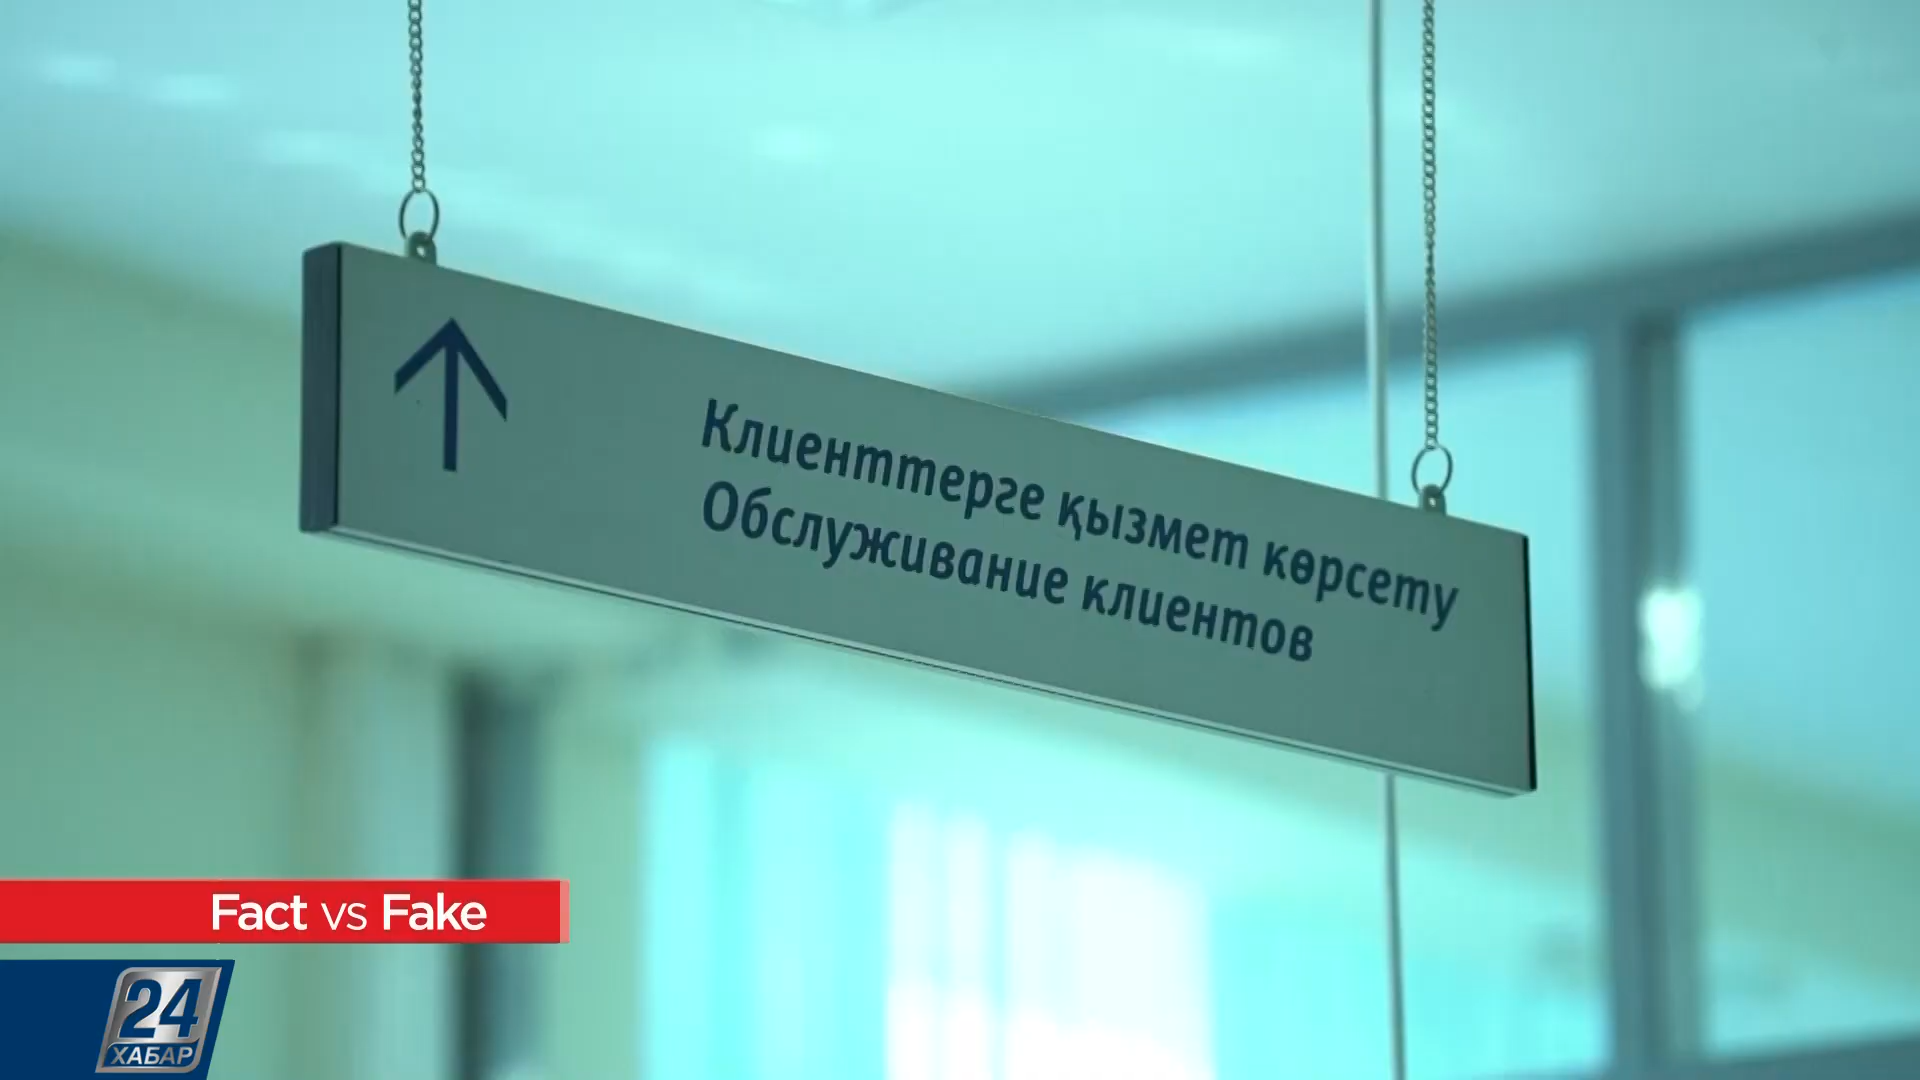 Клиенттерге қызмет көрсету
Обслуживание клиентов
Fact vs Fake
24
ХАБАР